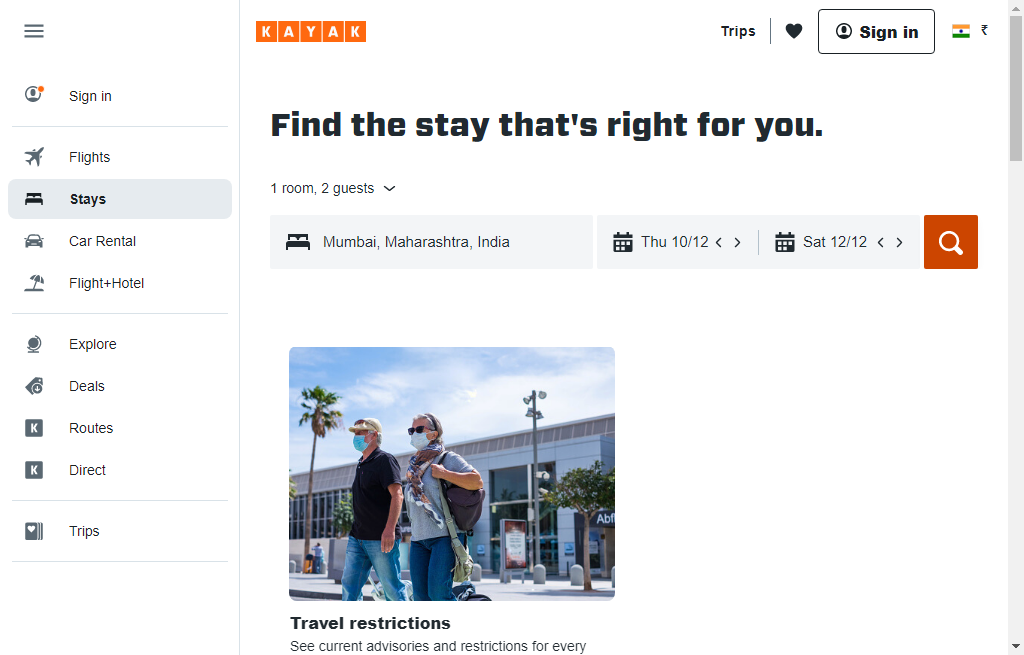 KAYAK
Trips
Sign in
₹
Sign in
Flights
Stays
Car Rental
Flight+Hotel
Explore
Deals
K Routes
K Direct
Trips
Find the stay that's right for you.
1 room, 2 guests
Mumbai, Maharashtra, India
Thu 10/12
Sat 12/12
Abf
Travel restrictions
See current advisories and restrictions for every